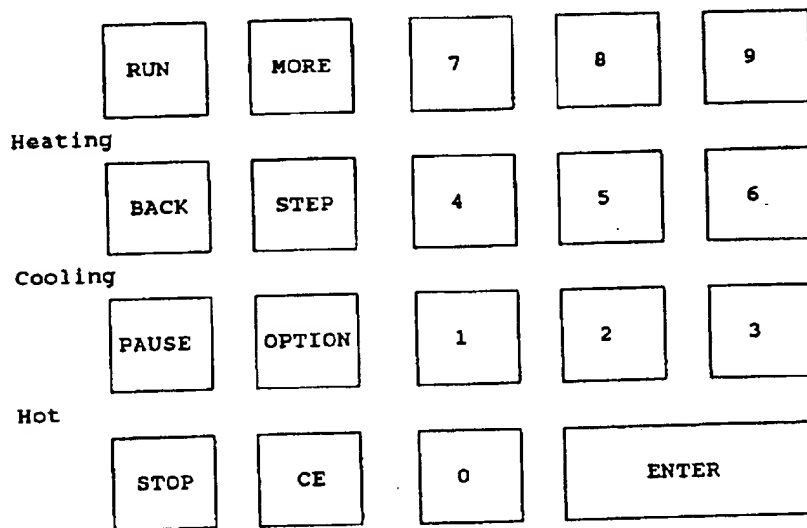 RUN MORE 7 8 9
Heating
BACK STEP 4 5 6
Cooling
PAUSE OPTION 1 2 3
Hot
STOP CE 0 ENTER